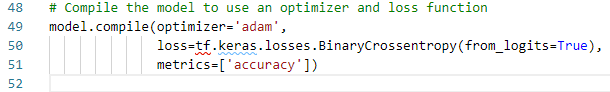 48 # Compile the model to use an optimizer and loss function
49 model.compile(optimizer='adam',
50 loss=tf.keras.losses.BinaryCrossentropy(from_logits=True),
51 metrics=['accuracy'])
52